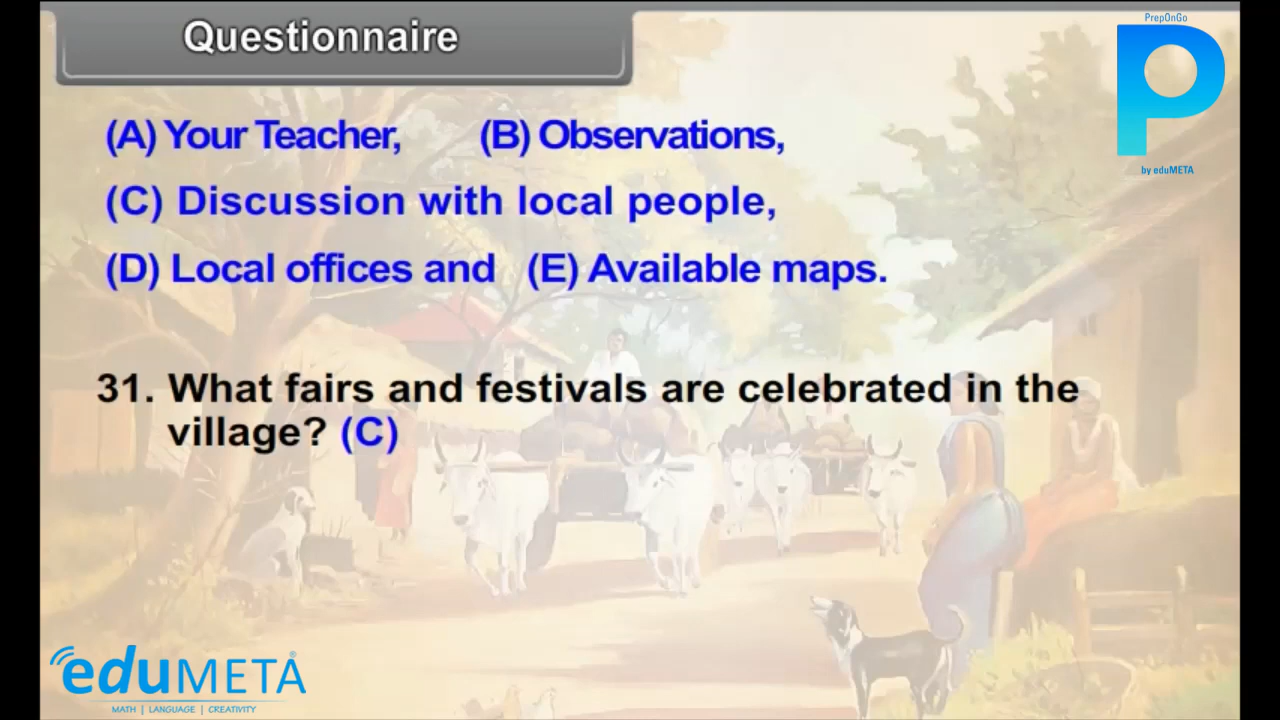 Questionnaire
PrepOnGo
P
by eduMETA
(A) Your Teacher, (B) Observations,
(C) Discussion with local people,
(D) Local offices and (E) Available maps.
31. What fairs and festivals are celebrated in the
village? (C)
eduMETA®
MATH | LANGUAGE | CREATIVITY